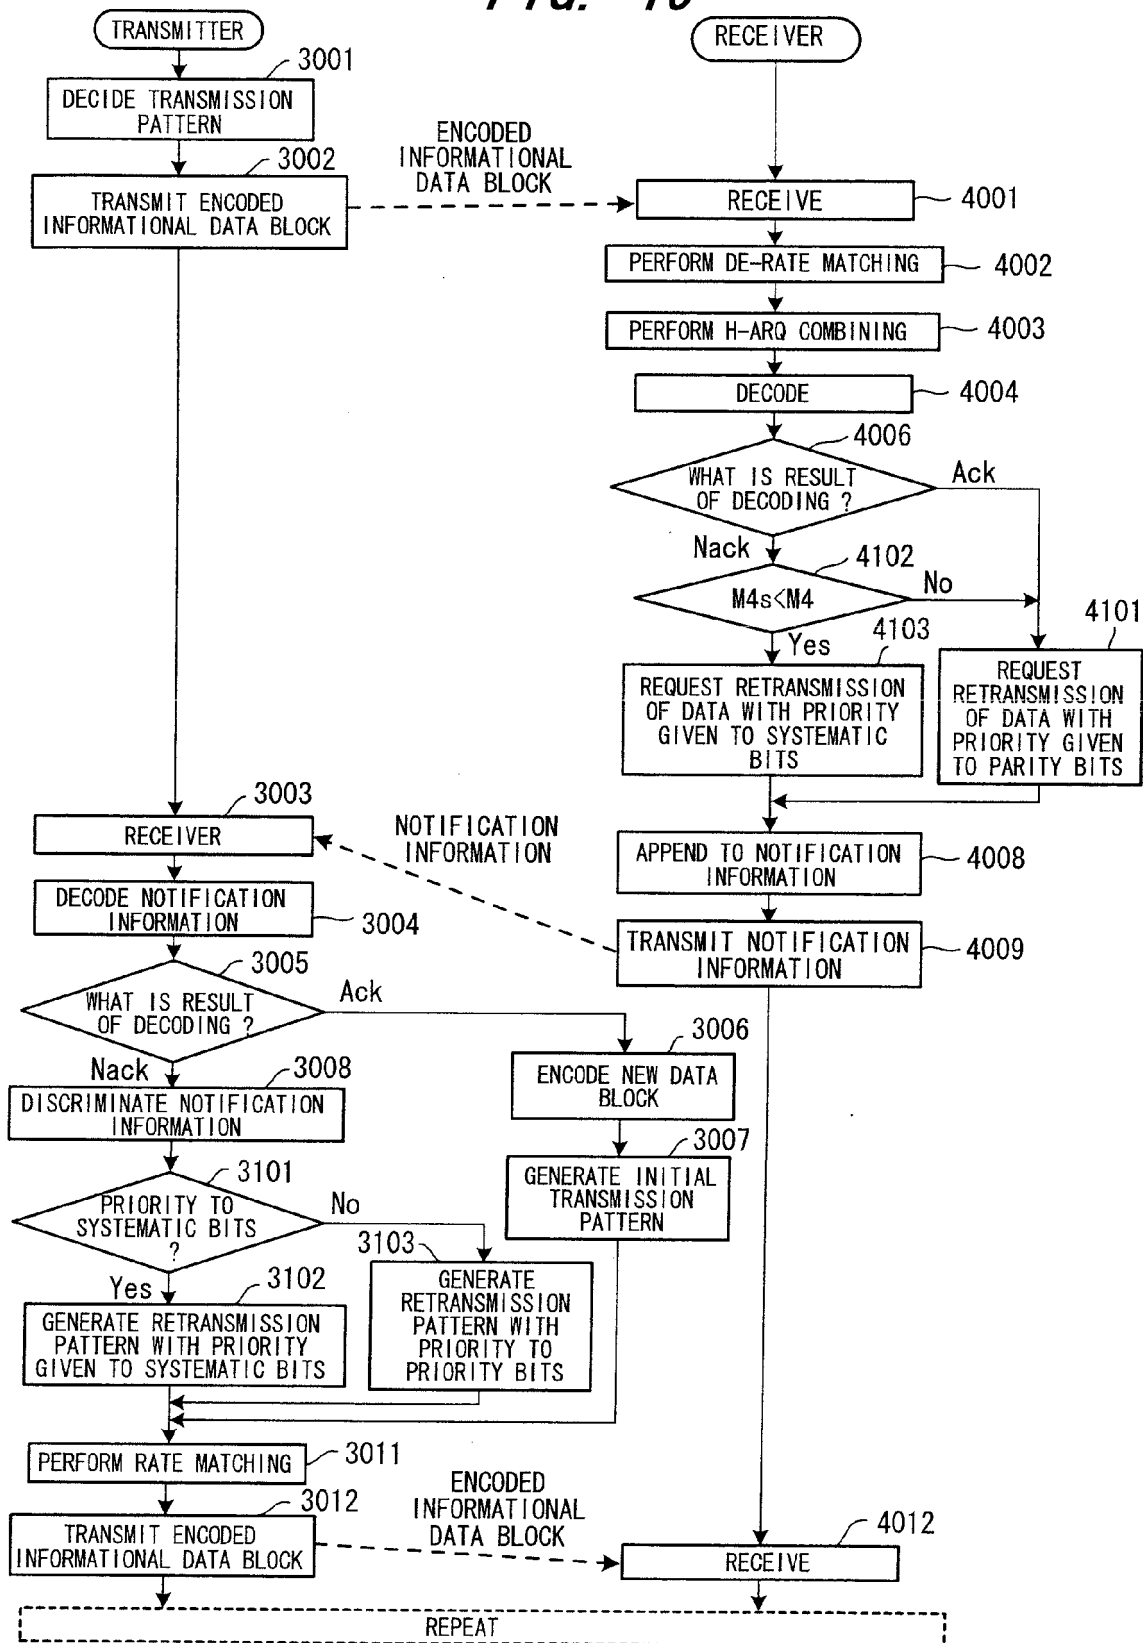 TRANSMITTER
3001
DECIDE TRANSMISSION
PATTERN
3002
TRANSMIT ENCODED
INFORMATIONAL DATA BLOCK
ENCODED
INFORMATIONAL
DATA BLOCK
RECEIVER
RECEIVE
4001
PERFORM DE-RATE MATCHING
4002
PERFORM H-ARQ COMBINING
4003
DECODE
4004
4006
WHAT IS RESULT
OF DECODING ?
Ack
Nack
4102
M4s<M4
No
Yes
4103
REQUEST RETRANSMISSION
OF DATA WITH PRIORITY
GIVEN TO SYSTEMATIC
BITS
4101
REQUEST
RETRANSMISSION
OF DATA WITH
PRIORITY GIVEN
TO PARITY BITS
APPEND TO NOTIFICATION
INFORMATION
4008
TRANSMIT NOTIFICATION
INFORMATION
4009
NOTIFICATION
INFORMATION
3003
RECEIVER
DECODE NOTIFICATION
INFORMATION
3004
3005
WHAT IS RESULT
OF DECODING ?
Ack
Nack
3006
ENCODE NEW DATA
BLOCK
3007
GENERATE INITIAL
TRANSMISSION
PATTERN
3008
DISCRIMINATE NOTIFICATION
INFORMATION
3101
PRIORITY TO
SYSTEMATIC BITS
?
No
Yes
3102
GENERATE RETRANSMISSION
PATTERN WITH PRIORITY
GIVEN TO SYSTEMATIC BITS
3103
GENERATE
RETRANSMISSION
PATTERN WITH
PRIORITY TO
PRIORITY BITS
PERFORM RATE MATCHING
3011
3012
TRANSMIT ENCODED
INFORMATIONAL DATA BLOCK
ENCODED
INFORMATIONAL
DATA BLOCK
4012
RECEIVE
REPEAT